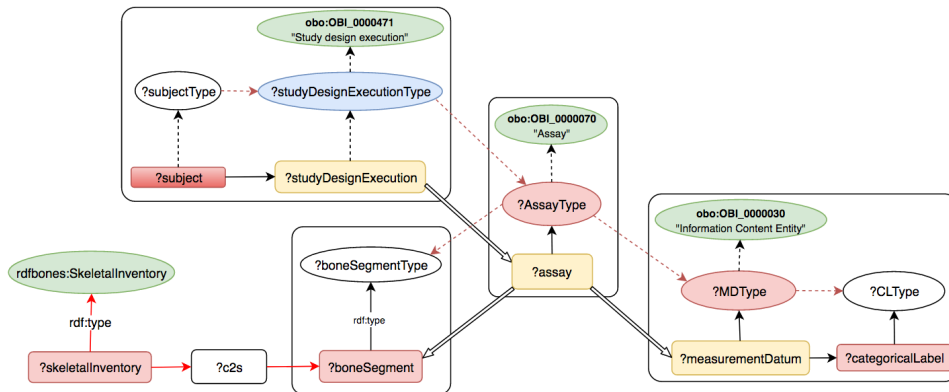 obo:OBI_0000471
"Study design execution"
?subjectType
?studyDesignExecutionType
?subject
?studyDesignExecution
obo:OBI_0000070
"Assay"
?AssayType
?assay
obo:OBI_0000030
"Information Content Entity"
?MDType
?CLType
?measurementDatum
?categoricalLabel
?boneSegmentType
rdf:type
?boneSegment
rdfbones:SkeletalInventory
rdf:type
?skeletalInventory
?c2s